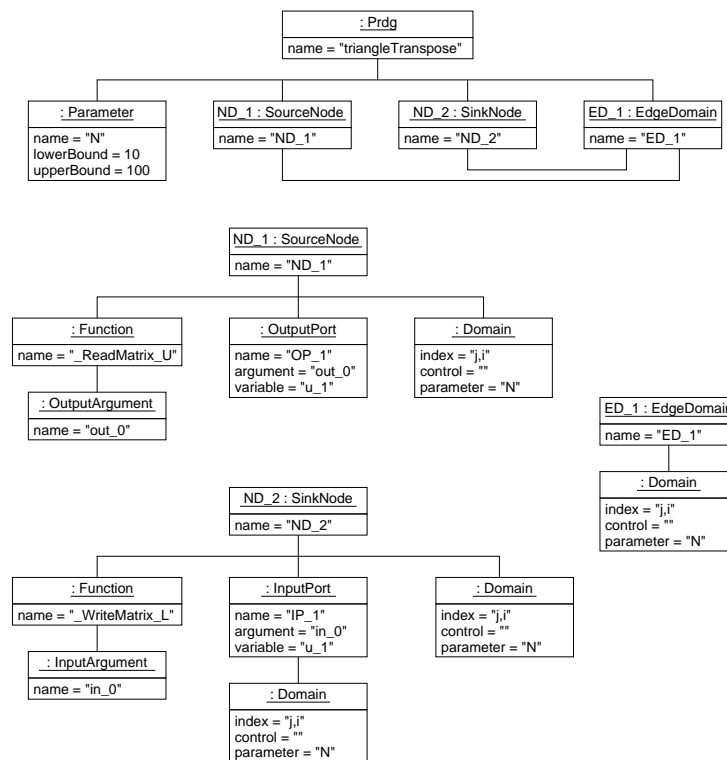 : Prdg
name = "triangleTranspose"
: Parameter
name = "N"
lowerBound = 10
upperBound = 100
ND_1 : SourceNode
name = "ND_1"
ND_2 : SinkNode
name = "ND_2"
ED_1 : EdgeDomain
name = "ED_1"
ND_1 : SourceNode
name = "ND_1"
: Function
name = "_ReadMatrix_U"
: OutputArgument
name = "out_0"
: OutputPort
name = "OP_1"
argument = "out_0"
variable = "u_1"
: Domain
index = "j,i"
control = ""
parameter = "N"
ED_1 : EdgeDomain
name = "ED_1"
: Domain
index = "j,i"
control = ""
parameter = "N"
ND_2 : SinkNode
name = "ND_2"
: Function
name = "_WriteMatrix_L"
: InputArgument
name = "in_0"
: InputPort
name = "IP_1"
argument = "in_0"
variable = "u_1"
: Domain
index = "j,i"
control = ""
parameter = "N"
: Domain
index = "j,i"
control = ""
parameter = "N"